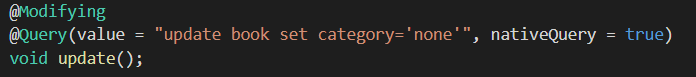 @Modifying
@Query(value = "update book set category='none'", nativeQuery = true)
void update();